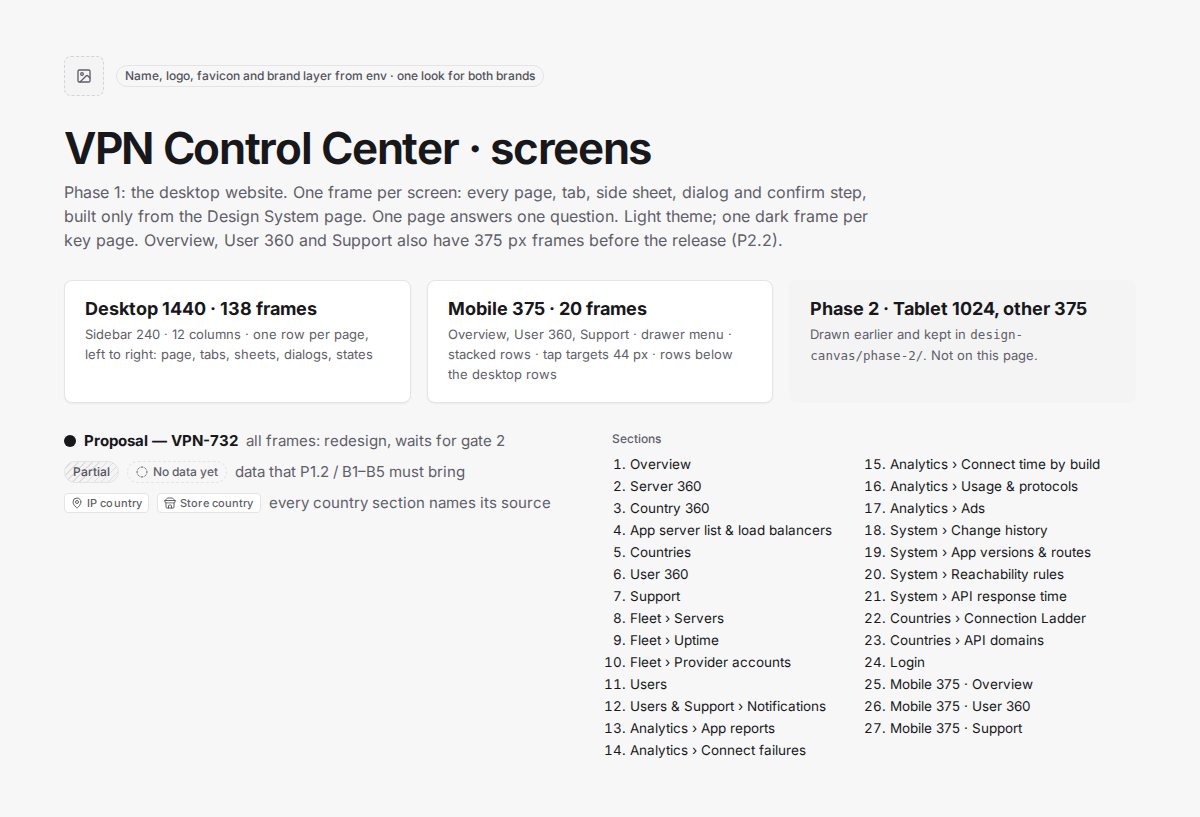 Name, logo, favicon and brand layer from env · one look for both brands
VPN Control Center · screens
Phase 1: the desktop website. One frame per screen: every page, tab, side sheet, dialog and confirm step,
built only from the Design System page. One page answers one question. Light theme; one dark frame per
key page. Overview, User 360 and Support also have 375 px frames before the release (P2.2).
Desktop 1440 · 138 frames
Sidebar 240 · 12 columns · one row per page,
left to right: page, tabs, sheets, dialogs, states
Mobile 375 · 20 frames
Overview, User 360, Support · drawer menu ·
stacked rows · tap targets 44 px · rows below
the desktop rows
Phase 2 · Tablet 1024, other 375
Drawn earlier and kept in design-
canvas/phase-2/. Not on this page.
Proposal — VPN-732 all frames: redesign, waits for gate 2
Partial No data yet data that P1.2 / B1–B5 must bring
IP country Store country every country section names its source
Sections
1. Overview
2. Server 360
3. Country 360
4. App server list & load balancers
5. Countries
6. User 360
7. Support
8. Fleet › Servers
9. Fleet › Uptime
10. Fleet › Provider accounts
11. Users
12. Users & Support › Notifications
13. Analytics › App reports
14. Analytics › Connect failures
15. Analytics › Connect time by build
16. Analytics › Usage & protocols
17. Analytics › Ads
18. System › Change history
19. System › App versions & routes
20. System › Reachability rules
21. System › API response time
22. Countries › Connection Ladder
23. Countries › API domains
24. Login
25. Mobile 375 · Overview
26. Mobile 375 · User 360
27. Mobile 375 · Support